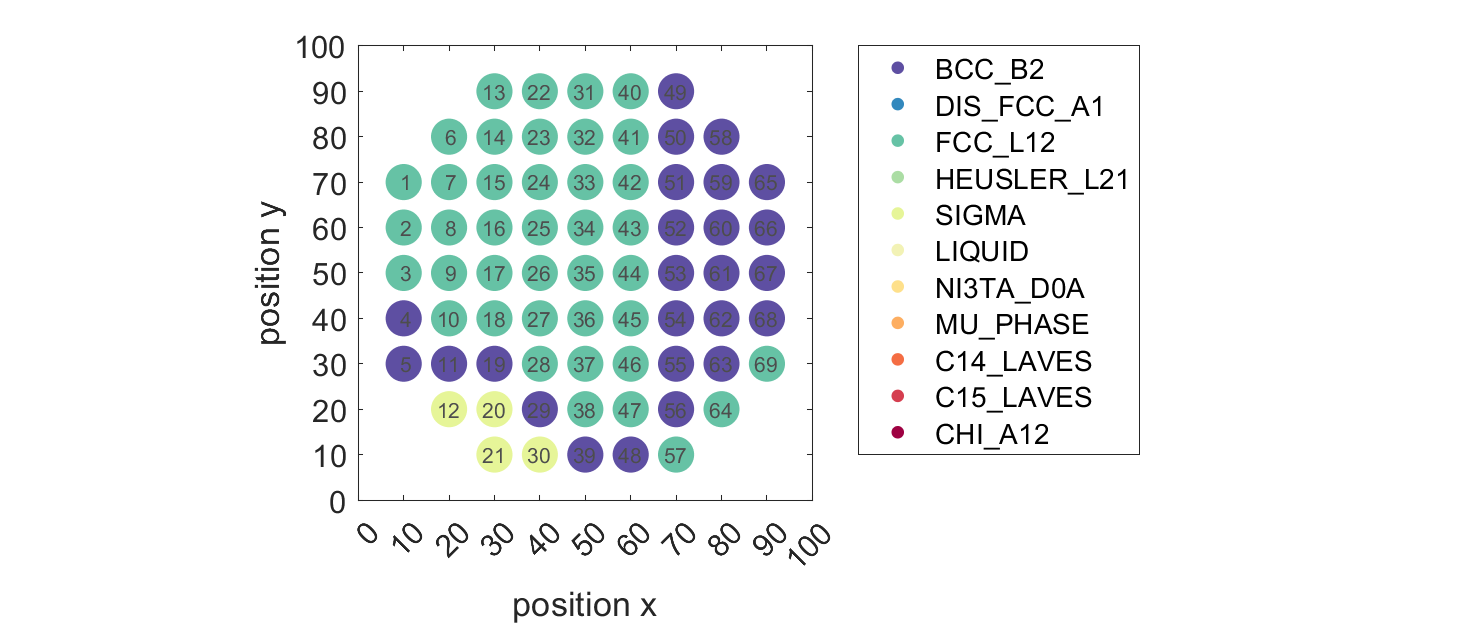 100
90
80
70
60
50
40
30
20
10
0
position y
13 22 31 40 49
6 14 23 32 41 50 58
1 7 15 24 33 42 51 59 65
2 8 16 25 34 43 52 60 66
3 9 17 26 35 44 53 61 67
4 10 18 27 36 45 54 62 68
5 11 19 28 37 46 55 63 69
12 20 29 38 47 56 64
21 30 39 48 57
0 10 20 30 40 50 60 70 80 90 100
position x
BCC_B2
DIS_FCC_A1
FCC_L12
HEUSLER_L21
SIGMA
LIQUID
NI3TA_D0A
MU_PHASE
C14_LAVES
C15_LAVES
CHI_A12